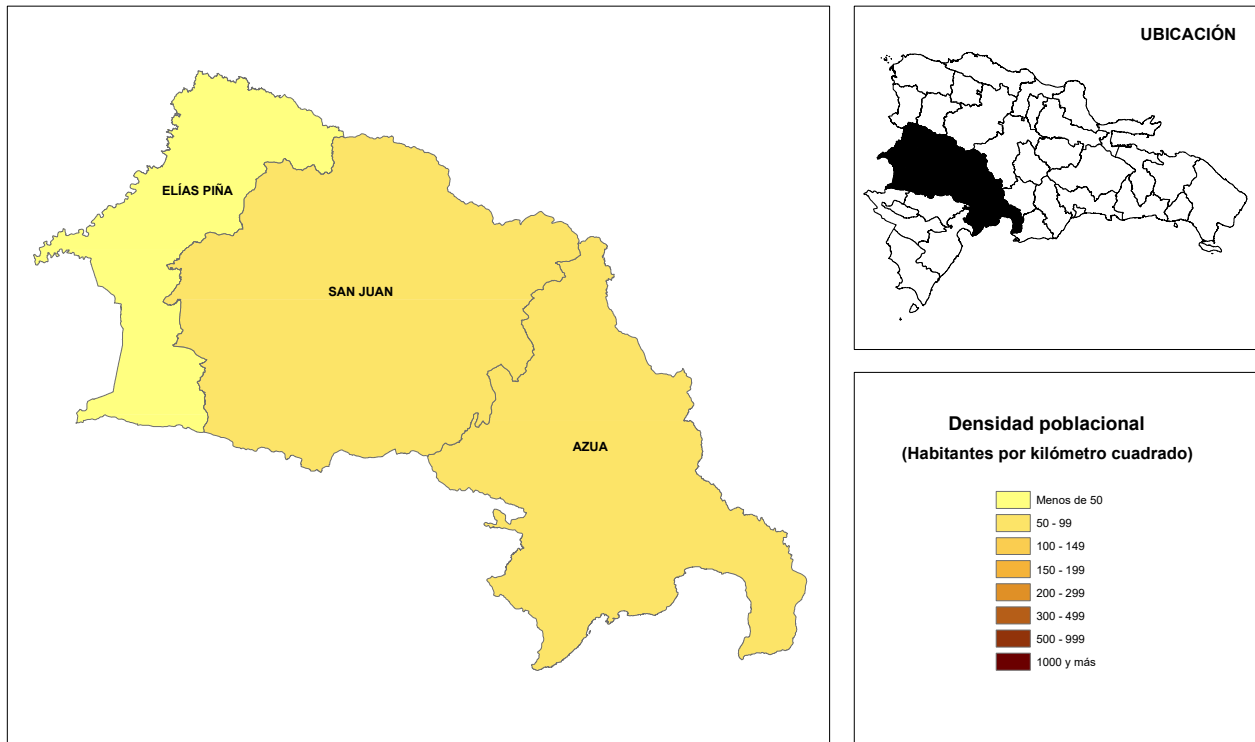 ELÍAS PIÑA
SAN JUAN
AZUA
UBICACIÓN
Densidad poblacional
(Habitantes por kilómetro cuadrado)
Menos de 50
50 - 99
100 - 149
150 - 199
200 - 299
300 - 499
500 - 999
1000 y más